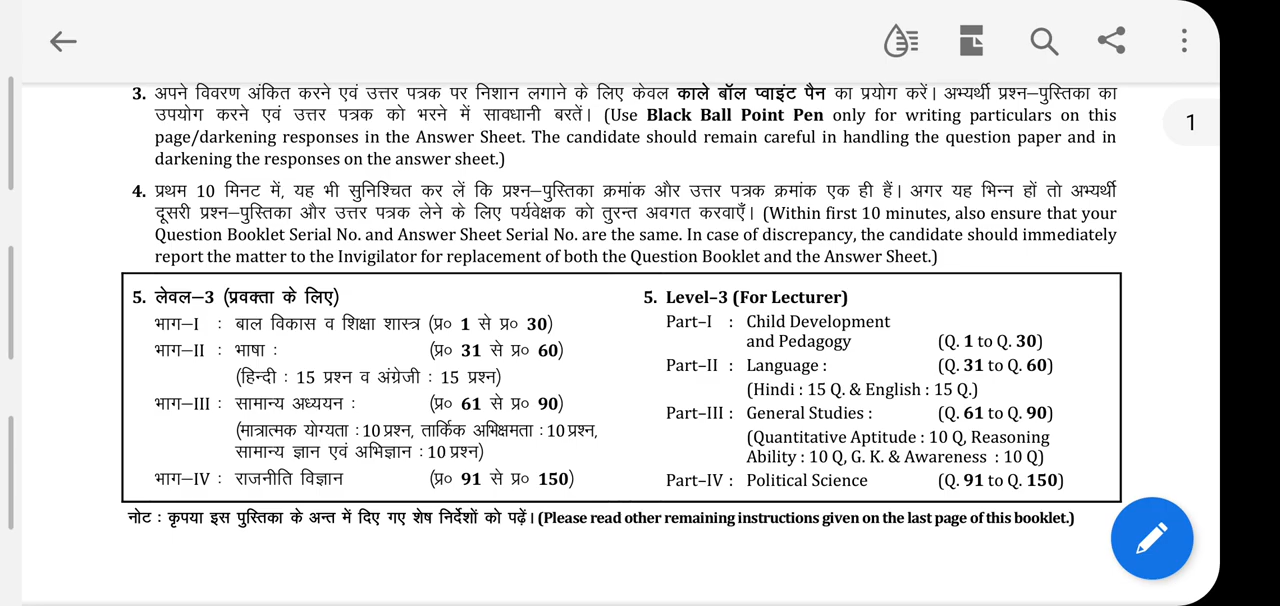 3. अपने विवरण अंकित करने एवं उत्तर पत्रक पर निशान लगाने के लिए केवल काले बॉल प्वाइंट पैन का प्रयोग करें। अभ्यर्थी प्रश्न–पुस्तिका का
उपयोग करने एवं उत्तर पत्रक को भरने में सावधानी बरतें। (Use Black Ball Point Pen only for writing particulars on this
page/darkening responses in the Answer Sheet. The candidate should remain careful in handling the question paper and in
darkening the responses on the answer sheet.)
1
4. प्रथम 10 मिनट में, यह भी सुनिश्चित कर लें कि प्रश्न–पुस्तिका क्रमांक और उत्तर पत्रक क्रमांक एक ही हैं। अगर यह भिन्न हों तो अभ्यर्थी
दूसरी प्रश्न–पुस्तिका और उत्तर पत्रक लेने के लिए पर्यवेक्षक को तुरन्त अवगत करवाएँ। (Within first 10 minutes, also ensure that your
Question Booklet Serial No. and Answer Sheet Serial No. are the same. In case of discrepancy, the candidate should immediately
report the matter to the Invigilator for replacement of both the Question Booklet and the Answer Sheet.)
5. लेवल–3 (प्रवक्ता के लिए)
भाग–I : बाल विकास व शिक्षा शास्त्र (प्र० 1 से प्र० 30)
भाग–II : भाषा : (प्र० 31 से प्र० 60)
(हिन्दी : 15 प्रश्न व अंग्रेजी : 15 प्रश्न)
भाग–III : सामान्य अध्ययन : (प्र० 61 से प्र० 90)
(मात्रात्मक योग्यता : 10 प्रश्न, तार्किक अभिक्षमता : 10 प्रश्न,
सामान्य ज्ञान एवं अभिज्ञान : 10 प्रश्न)
भाग–IV : राजनीति विज्ञान (प्र० 91 से प्र० 150)
5. Level–3 (For Lecturer)
Part–I : Child Development
and Pedagogy (Q. 1 to Q. 30)
Part–II : Language : (Q. 31 to Q. 60)
(Hindi : 15 Q. & English : 15 Q.)
Part–III : General Studies : (Q. 61 to Q. 90)
(Quantitative Aptitude : 10 Q, Reasoning
Ability : 10 Q, G. K. & Awareness : 10 Q)
Part–IV : Political Science (Q. 91 to Q. 150)
नोट : कृपया इस पुस्तिका के अन्त में दिए गए शेष निर्देशों को पढ़ें। (Please read other remaining instructions given on the last page of this booklet.)